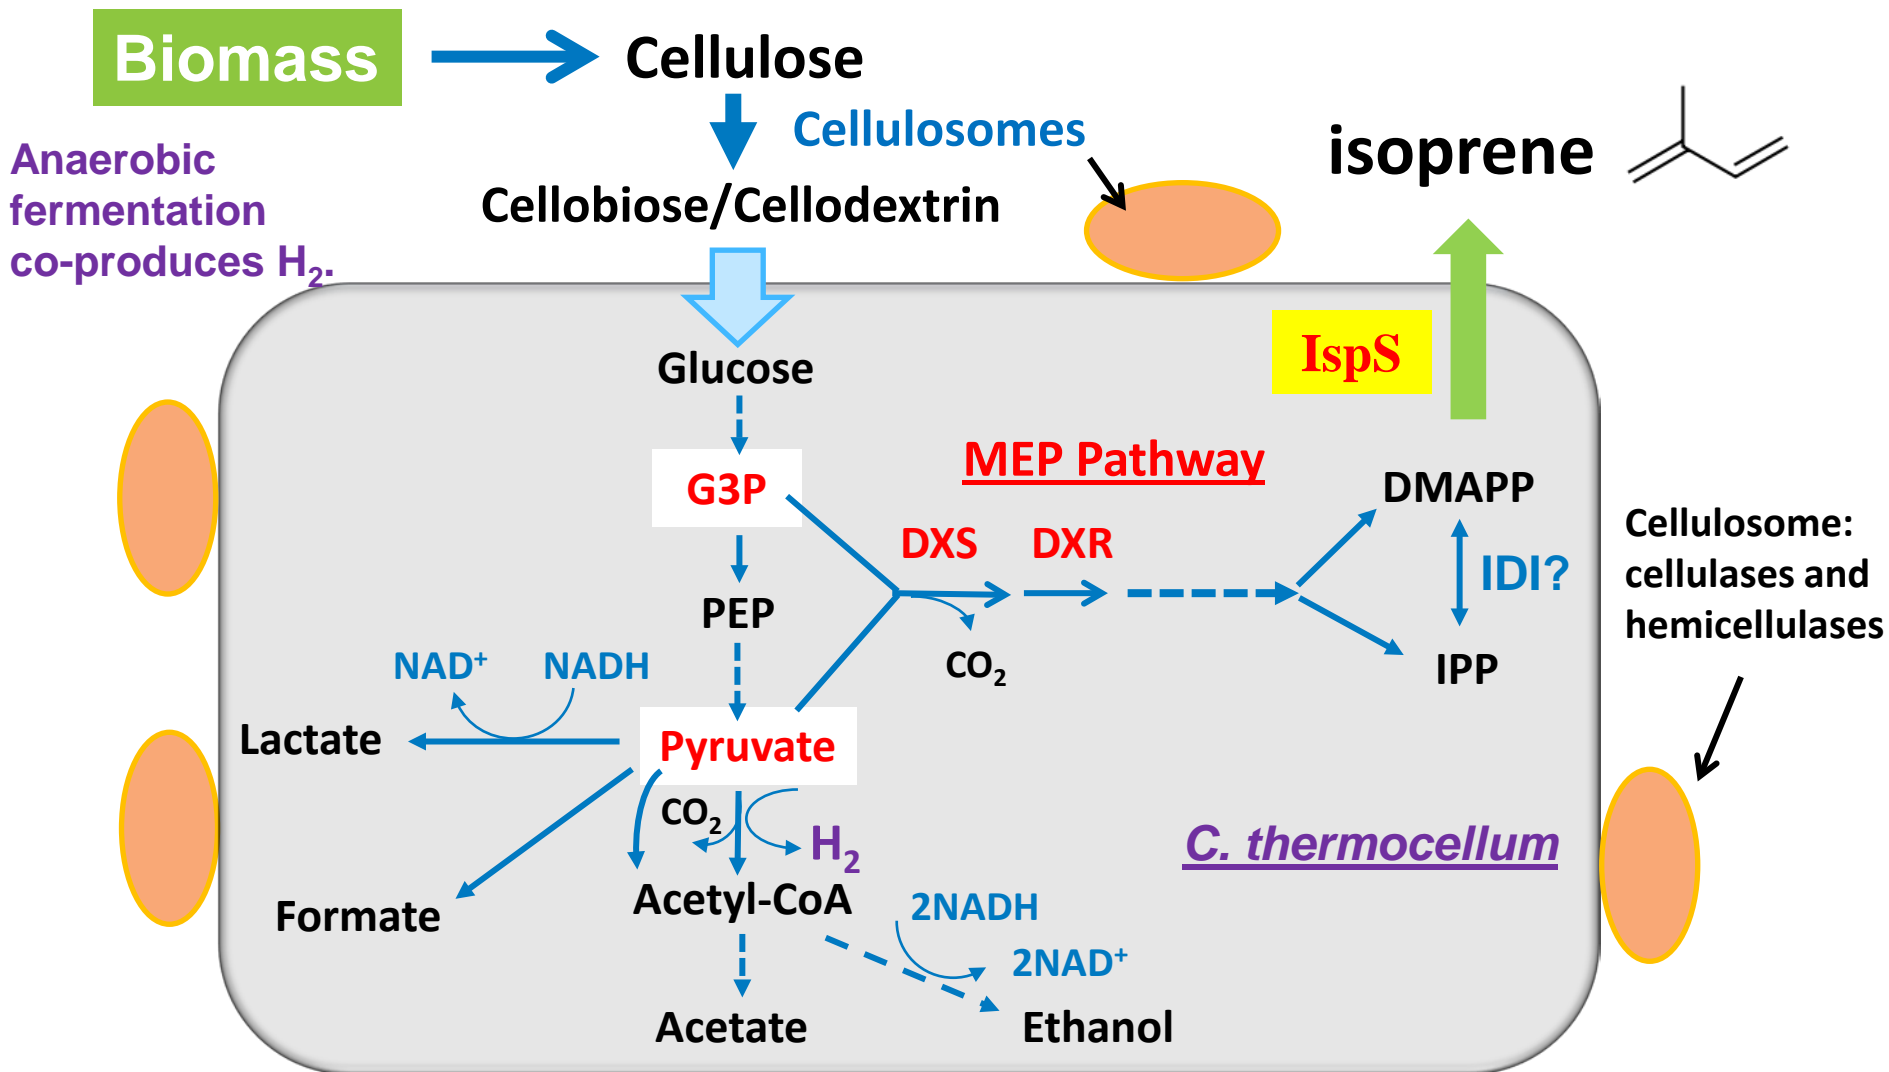 Biomass
Cellulose
Cellulosomes
isoprene
Anaerobic
fermentation
co-produces H₂.
Cellobiose/Cellodextrin
Glucose
IspS
MEP Pathway
G3P
DMAPP
DXS
DXR
IDI?
Cellulosome:
cellulases and
hemicellulases
PEP
CO₂
IPP
NAD⁺
NADH
Lactate
Pyruvate
CO₂
H₂
C. thermocellum
Acetyl-CoA
2NADH
Formate
2NAD⁺
Acetate
Ethanol